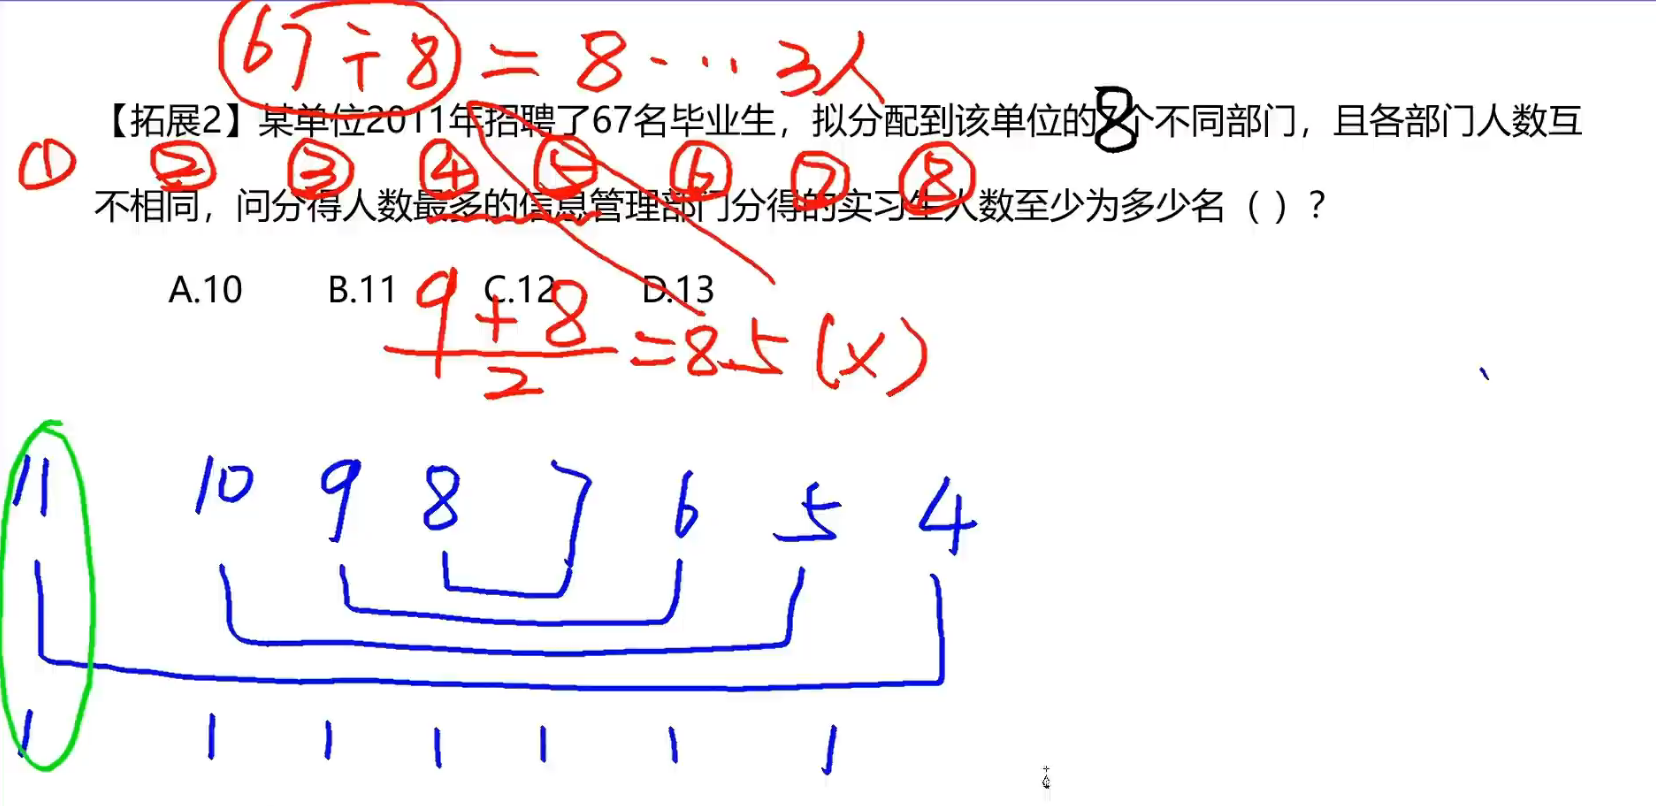 67÷8=8…3人
【拓展2】某单位2011年招聘了67名毕业生，拟分配到该单位的8个不同部门，且各部门人数互
① ② ③ ④ ⑤ ⑥ ⑦ ⑧
不相同，问分得人数最多的信息管理部门分得的实习生人数至少为多少名（ ）？
A.10 B.11 C.12 D.13
9+8
2
=8.5(×)
11 10 9 8 7 6 5 4
1 1 1 1 1 1 1